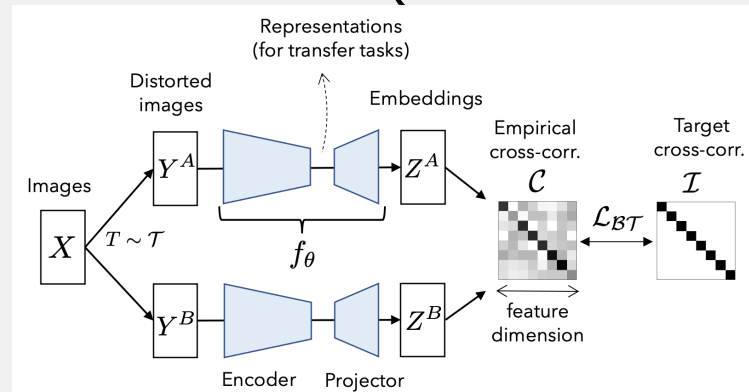 Representations
(for transfer tasks)
Distorted
images
Embeddings
Empirical
cross-corr.
Target
cross-corr.
Images
Y^A
Z^A
C
I
X
T ~ T
f_θ
L_BT
Y^B
Z^B
feature
dimension
Encoder
Projector